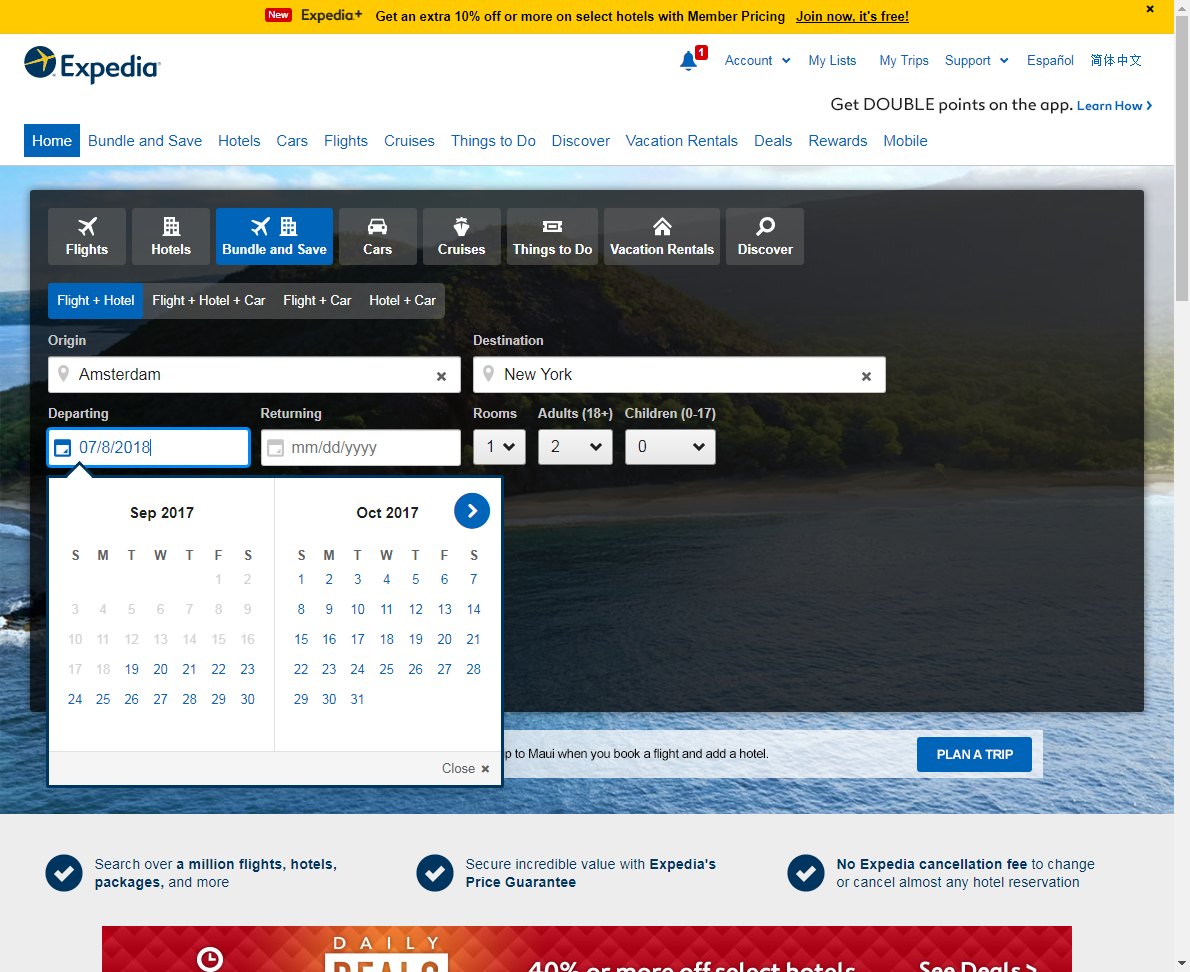 New Expedia+ Get an extra 10% off or more on select hotels with Member Pricing Join now, it's free!
Expedia
1 Account My Lists My Trips Support Español 简体中文
Get DOUBLE points on the app. Learn How
Home Bundle and Save Hotels Cars Flights Cruises Things to Do Discover Vacation Rentals Deals Rewards Mobile
Flights Hotels Bundle and Save Cars Cruises Things to Do Vacation Rentals Discover
Flight + Hotel Flight + Hotel + Car Flight + Car Hotel + Car
Origin Destination
Amsterdam New York
Departing Returning Rooms Adults (18+) Children (0-17)
07/8/2018 mm/dd/yyyy 1 2 0
Sep 2017 Oct 2017
S M T W T F S S M T W T F S
1 2 1 2 3 4 5 6 7
3 4 5 6 7 8 9 8 9 10 11 12 13 14
10 11 12 13 14 15 16 15 16 17 18 19 20 21
17 18 19 20 21 22 23 22 23 24 25 26 27 28
24 25 26 27 28 29 30 29 30 31
p to Maui when you book a flight and add a hotel. PLAN A TRIP
Close
Search over a million flights, hotels,
packages, and more
Secure incredible value with Expedia's
Price Guarantee
No Expedia cancellation fee to change
or cancel almost any hotel reservation
DAILY
DEALS
40% or more off select hotels See Deals >